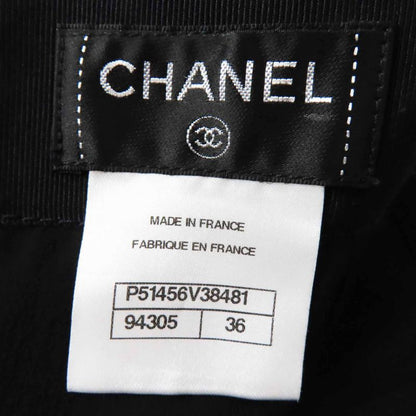 CHANEL
MADE IN FRANCE
FABRIQUE EN FRANCE
P51456V38481
94305 36